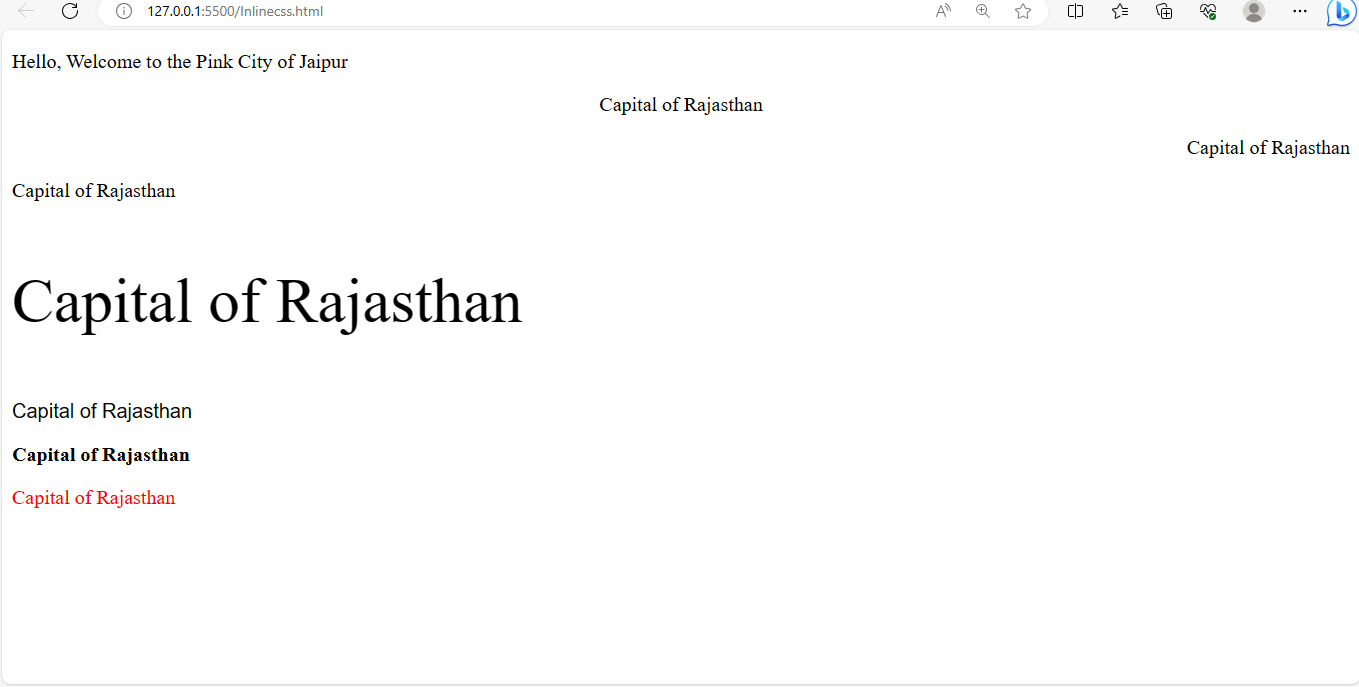 127.0.0.1:5500/Inlinecss.html
Hello, Welcome to the Pink City of Jaipur
Capital of Rajasthan
Capital of Rajasthan
Capital of Rajasthan
Capital of Rajasthan
Capital of Rajasthan
Capital of Rajasthan
Capital of Rajasthan